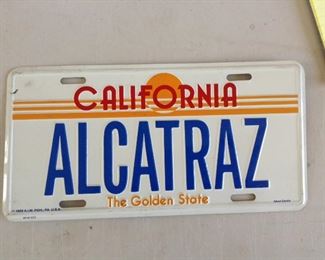 CALIFORNIA
ALCATRAZ
The Golden State